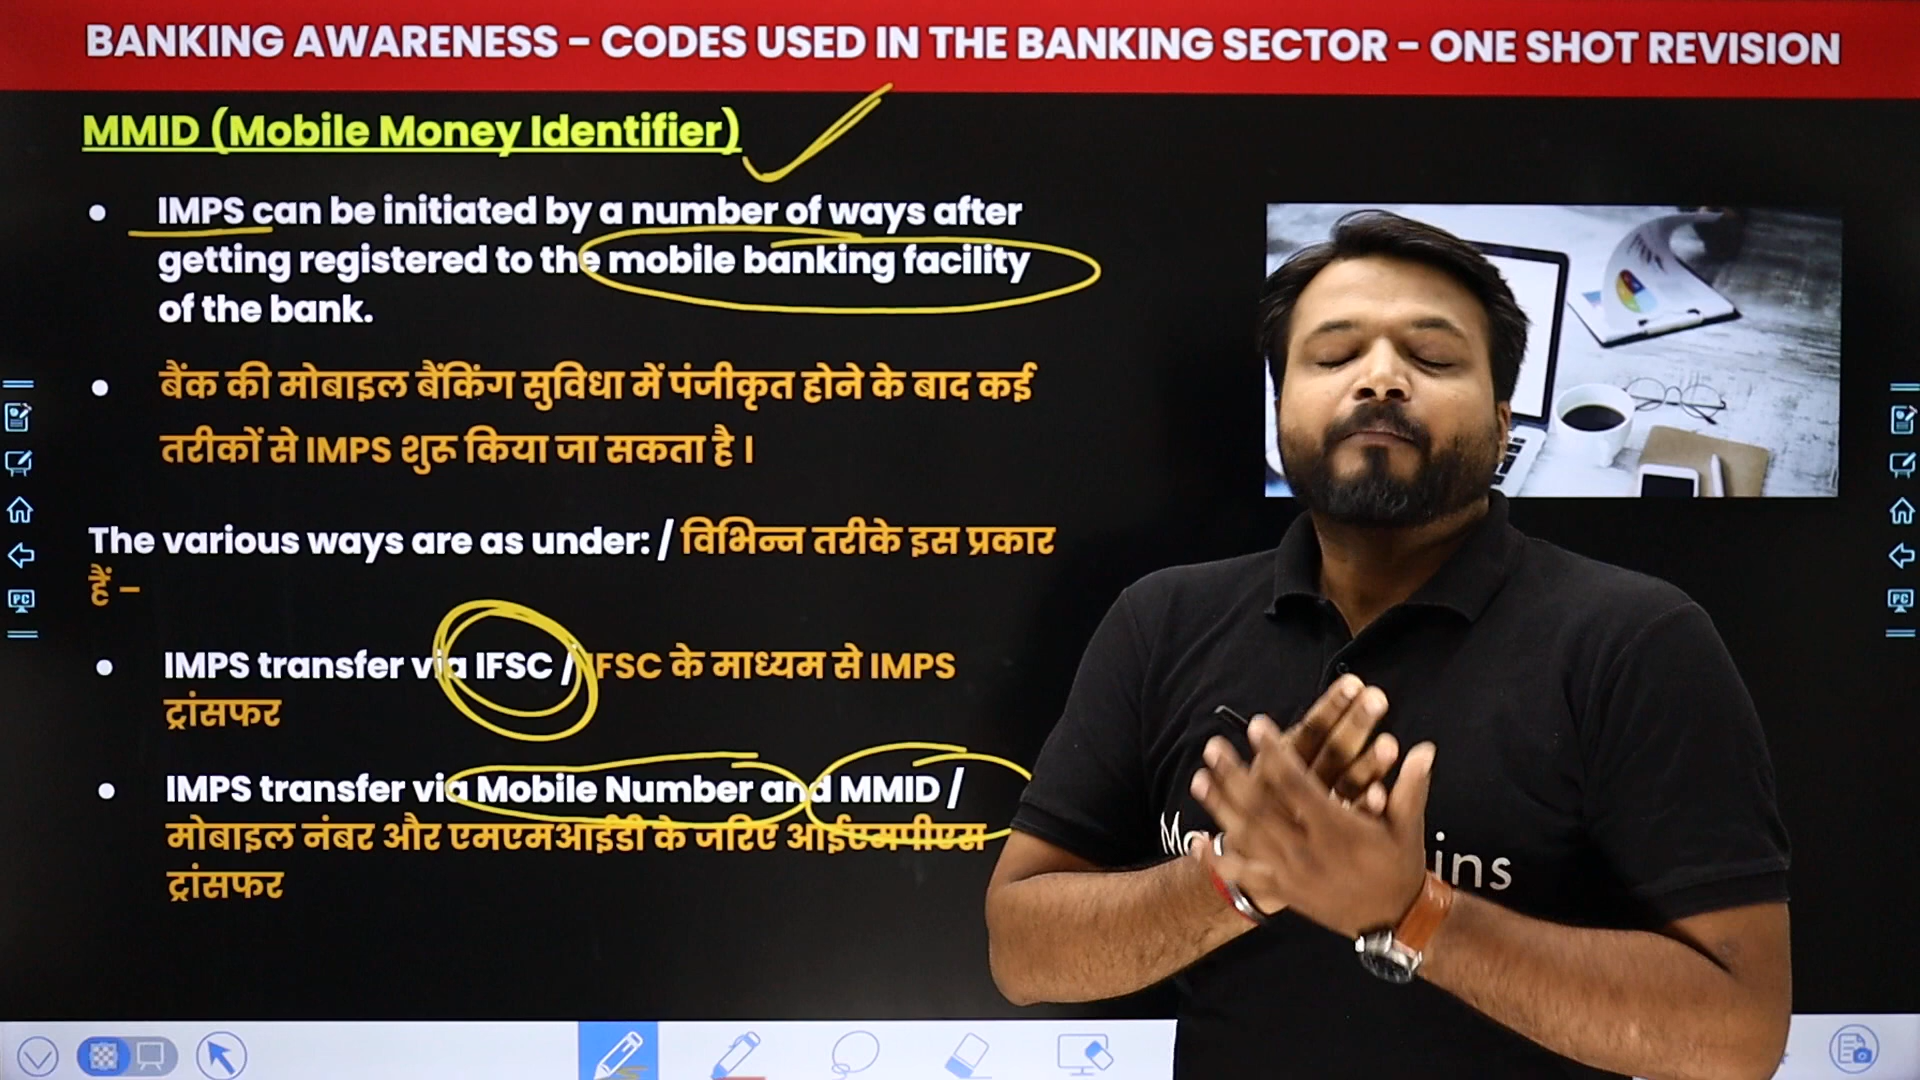 BANKING AWARENESS – CODES USED IN THE BANKING SECTOR – ONE SHOT REVISION
MMID (Mobile Money Identifier)
• IMPS can be initiated by a number of ways after
getting registered to the mobile banking facility
of the bank.
• बैंक की मोबाइल बैंकिंग सुविधा में पंजीकृत होने के बाद कई
तरीकों से IMPS शुरू किया जा सकता है ।
The various ways are as under: / विभिन्न तरीके इस प्रकार
हैं –
• IMPS transfer via IFSC / IFSC के माध्यम से IMPS
ट्रांसफर
• IMPS transfer via Mobile Number and MMID /
मोबाइल नंबर और एमएमआईडी के जरिए आईएमपीएस
ट्रांसफर
PC
PC